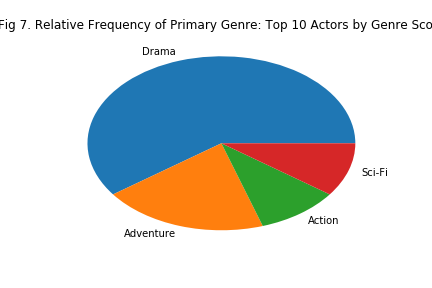 Fig 7. Relative Frequency of Primary Genre: Top 10 Actors by Genre Sco
Drama
Sci-Fi
Action
Adventure